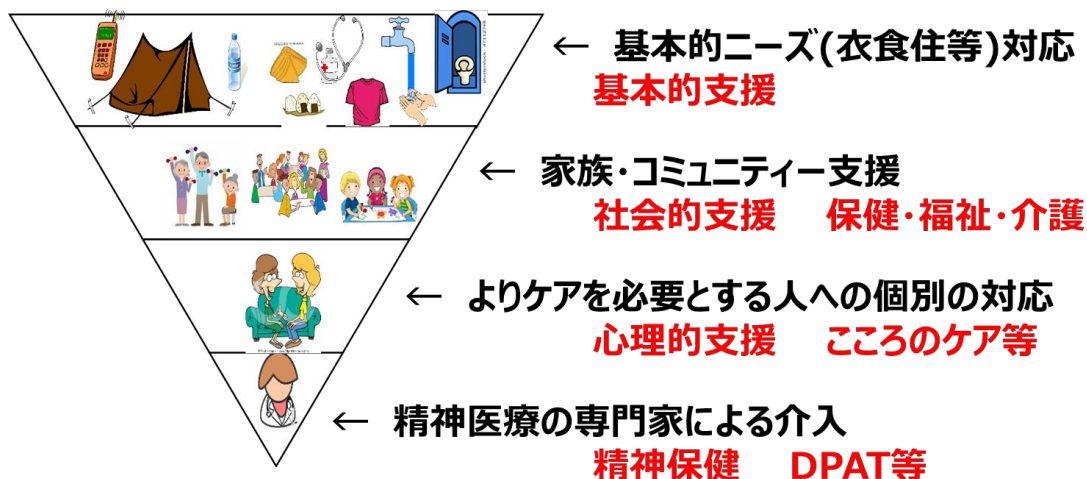 ← 基本的ニーズ(衣食住等)対応
基本的支援
← 家族・コミュニティー支援
社会的支援 保健・福祉・介護
← よりケアを必要とする人への個別の対応
心理的支援 こころのケア等
← 精神医療の専門家による介入
精神保健 DPAT等